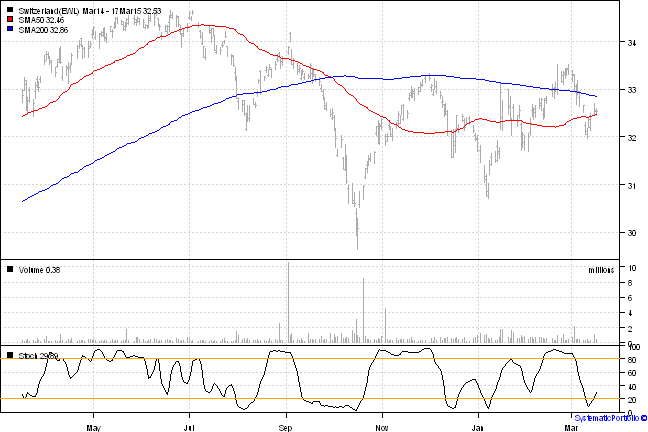 Switzerland(EWL) Mar14 - 17 Mar15 32.53
SMA50 32.46
SMA200 32.86
34
33
32
31
30
Volume 0.38
millions
10
8
6
4
2
0
Stoch
100
80
60
40
20
0
May
Jul
Sep
Nov
Jan
Mar
SystematicPortfolio ©